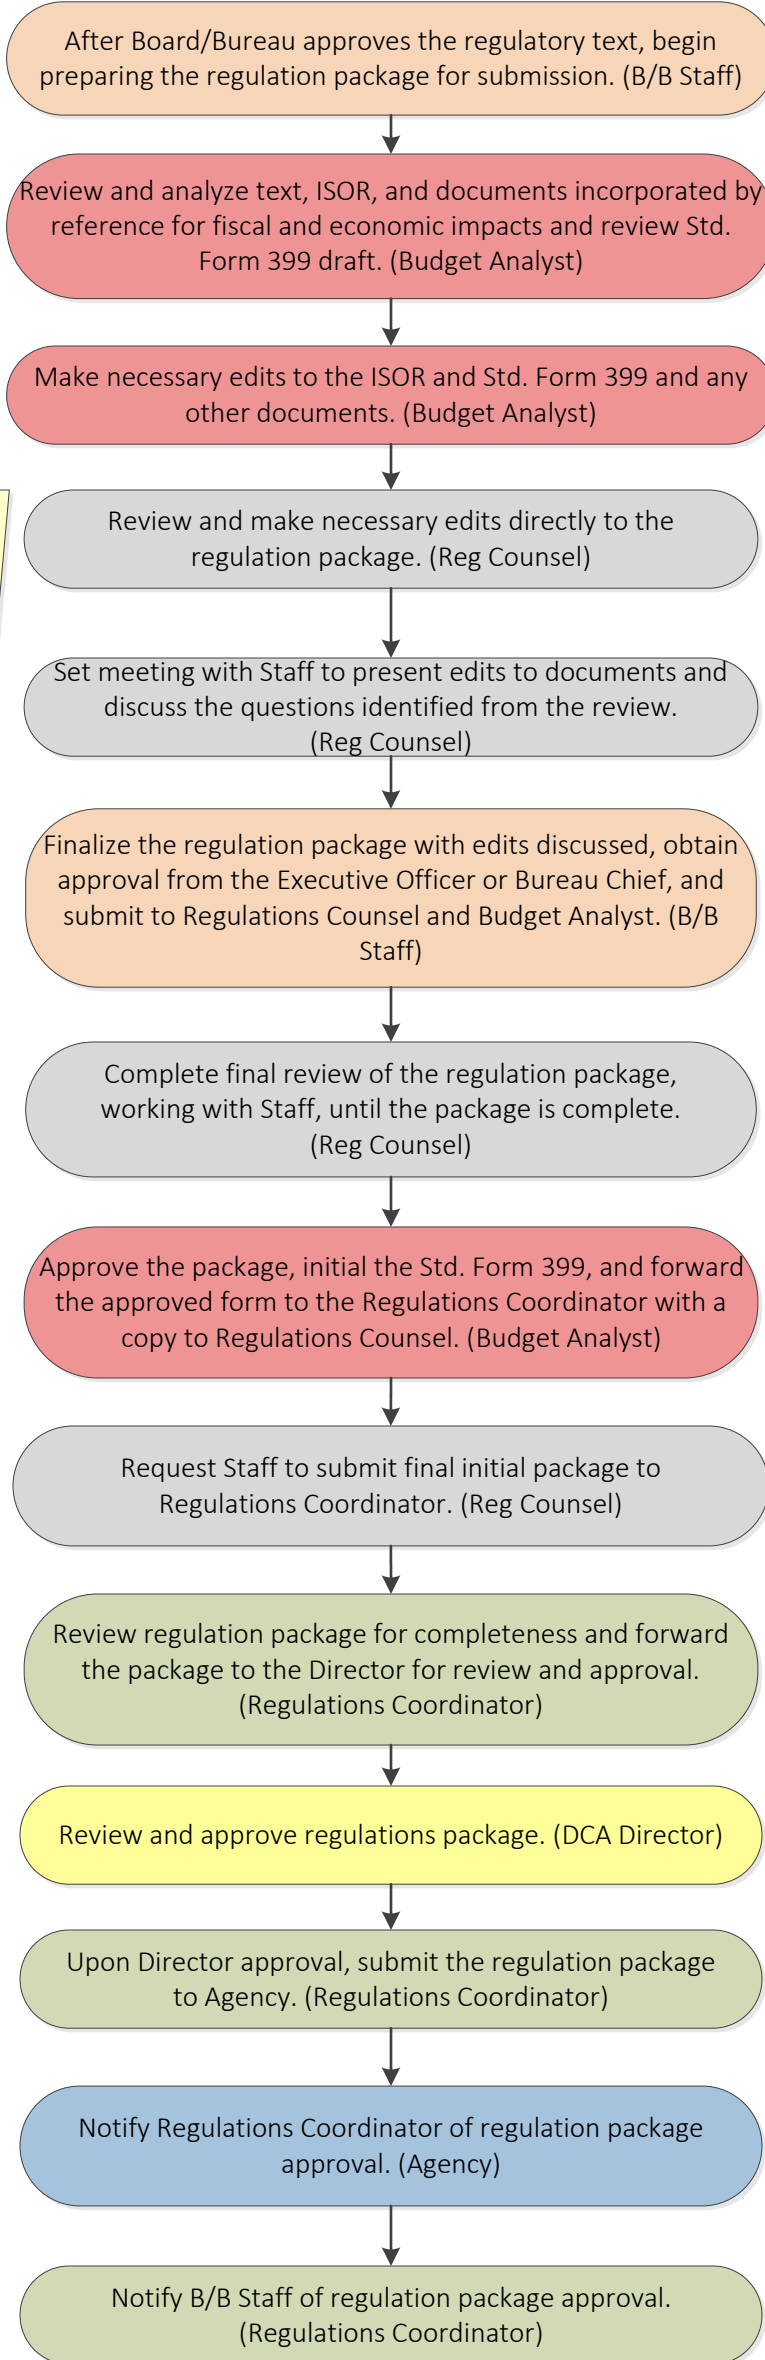 After Board/Bureau approves the regulatory text, begin
preparing the regulation package for submission. (B/B Staff)
Review and analyze text, ISOR, and documents incorporated by
reference for fiscal and economic impacts and review Std.
Form 399 draft. (Budget Analyst)
Make necessary edits to the ISOR and Std. Form 399 and any
other documents. (Budget Analyst)
Review and make necessary edits directly to the
regulation package. (Reg Counsel)
Set meeting with Staff to present edits to documents and
discuss the questions identified from the review.
(Reg Counsel)
Finalize the regulation package with edits discussed, obtain
approval from the Executive Officer or Bureau Chief, and
submit to Regulations Counsel and Budget Analyst. (B/B
Staff)
Complete final review of the regulation package,
working with Staff, until the package is complete.
(Reg Counsel)
Approve the package, initial the Std. Form 399, and forward
the approved form to the Regulations Coordinator with a
copy to Regulations Counsel. (Budget Analyst)
Request Staff to submit final initial package to
Regulations Coordinator. (Reg Counsel)
Review regulation package for completeness and forward
the package to the Director for review and approval.
(Regulations Coordinator)
Review and approve regulations package. (DCA Director)
Upon Director approval, submit the regulation package
to Agency. (Regulations Coordinator)
Notify Regulations Coordinator of regulation package
approval. (Agency)
Notify B/B Staff of regulation package approval.
(Regulations Coordinator)